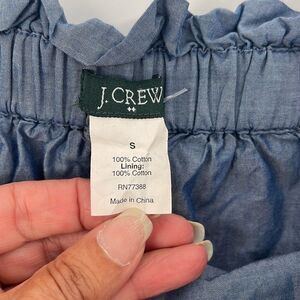 J.CREW
S
100% Cotton
Lining:
100% Cotton
RN77388
Made in China